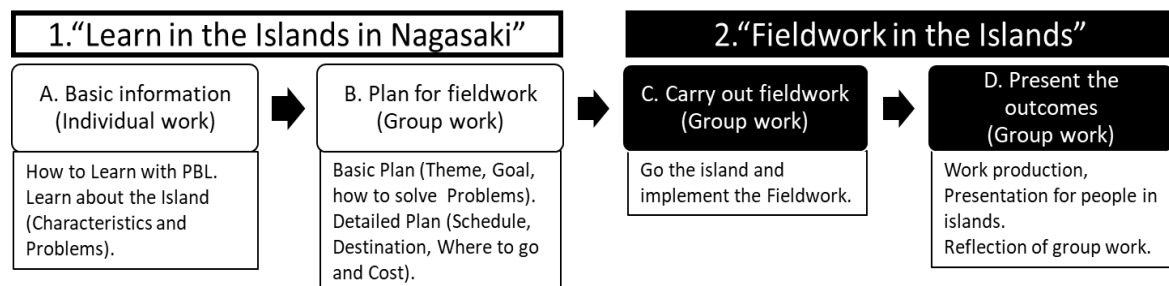 1.“Learn in the Islands in Nagasaki”
2.“Fieldwork in the Islands”
A. Basic information
(Individual work)
How to Learn with PBL.
Learn about the Island
(Characteristics and
Problems).
B. Plan for fieldwork
(Group work)
Basic Plan (Theme, Goal,
how to solve Problems).
Detailed Plan (Schedule,
Destination, Where to go
and Cost).
C. Carry out fieldwork
(Group work)
Go the island and
implement the Fieldwork.
D. Present the
outcomes
(Group work)
Work production,
Presentation for people in
islands.
Reflection of group work.